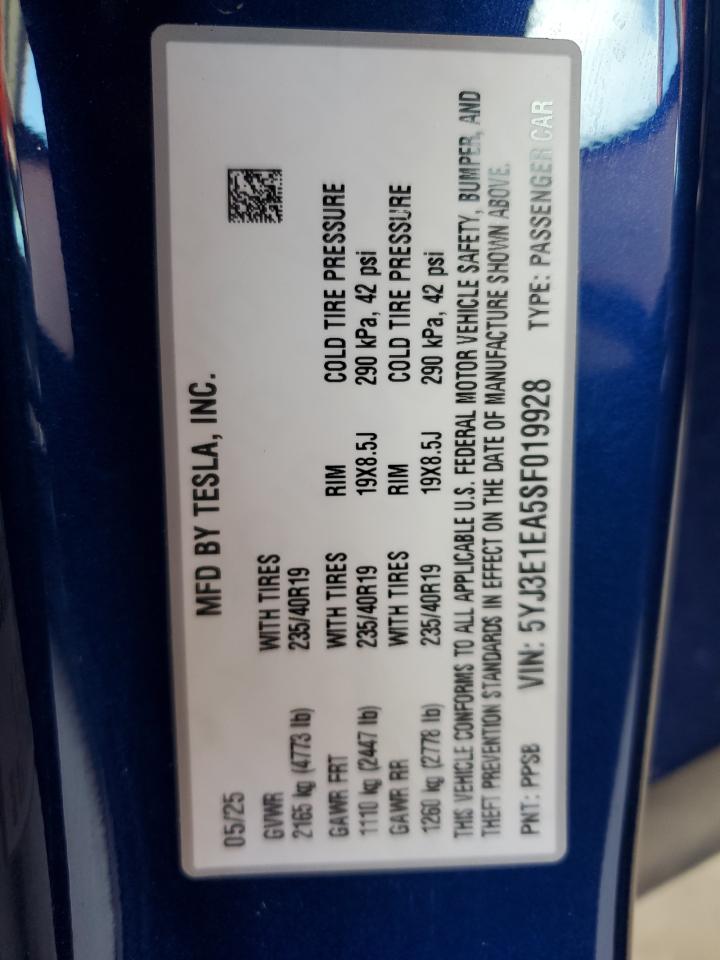 MFD BY TESLA, INC.
05/25
GVWR WITH TIRES
2165 kg (4773 lb) 235/40R19
GAWR FRT WITH TIRES RIM COLD TIRE PRESSURE
1110 kg (2447 lb) 235/40R19 19X8.5J 290 kPa, 42 psi
GAWR RR WITH TIRES RIM COLD TIRE PRESSURE
1260 kg (2778 lb) 235/40R19 19X8.5J 290 kPa, 42 psi
THIS VEHICLE CONFORMS TO ALL APPLICABLE U.S. FEDERAL MOTOR VEHICLE SAFETY, BUMPER, AND
THEFT PREVENTION STANDARDS IN EFFECT ON THE DATE OF MANUFACTURE SHOWN ABOVE.
PNT: PPSB VIN: 5YJ3E1EA5SF019928 TYPE: PASSENGER CAR